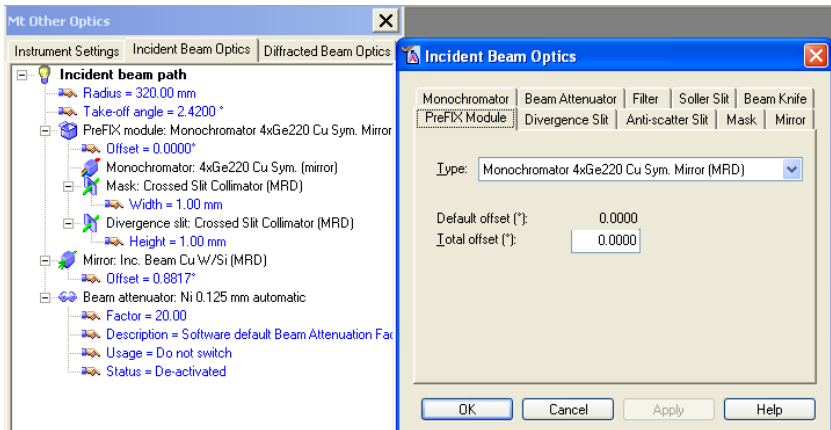 Mt Other Optics
Instrument Settings Incident Beam Optics Diffracted Beam Optics
Incident beam path
Radius = 320.00 mm
Take-off angle = 2.4200 °
PreFIX module: Monochromator 4xGe220 Cu Sym. Mirror
Offset = 0.0000°
Monochromator: 4xGe220 Cu Sym. (mirror)
Mask: Crossed Slit Collimator (MRD)
Width = 1.00 mm
Divergence slit: Crossed Slit Collimator (MRD)
Height = 1.00 mm
Mirror: Inc. Beam Cu W/Si (MRD)
Offset = 0.8817°
Beam attenuator: Ni 0.125 mm automatic
Factor = 20.00
Description = Software default Beam Attenuation Fac
Usage = Do not switch
Status = De-activated
Incident Beam Optics
Monochromator Beam Attenuator Filter Soller Slit Beam Knife
PreFIX Module Divergence Slit Anti-scatter Slit Mask Mirror
Type: Monochromator 4xGe220 Cu Sym. Mirror (MRD)
Default offset (°): 0.0000
Total offset (°): 0.0000
OK Cancel Apply Help